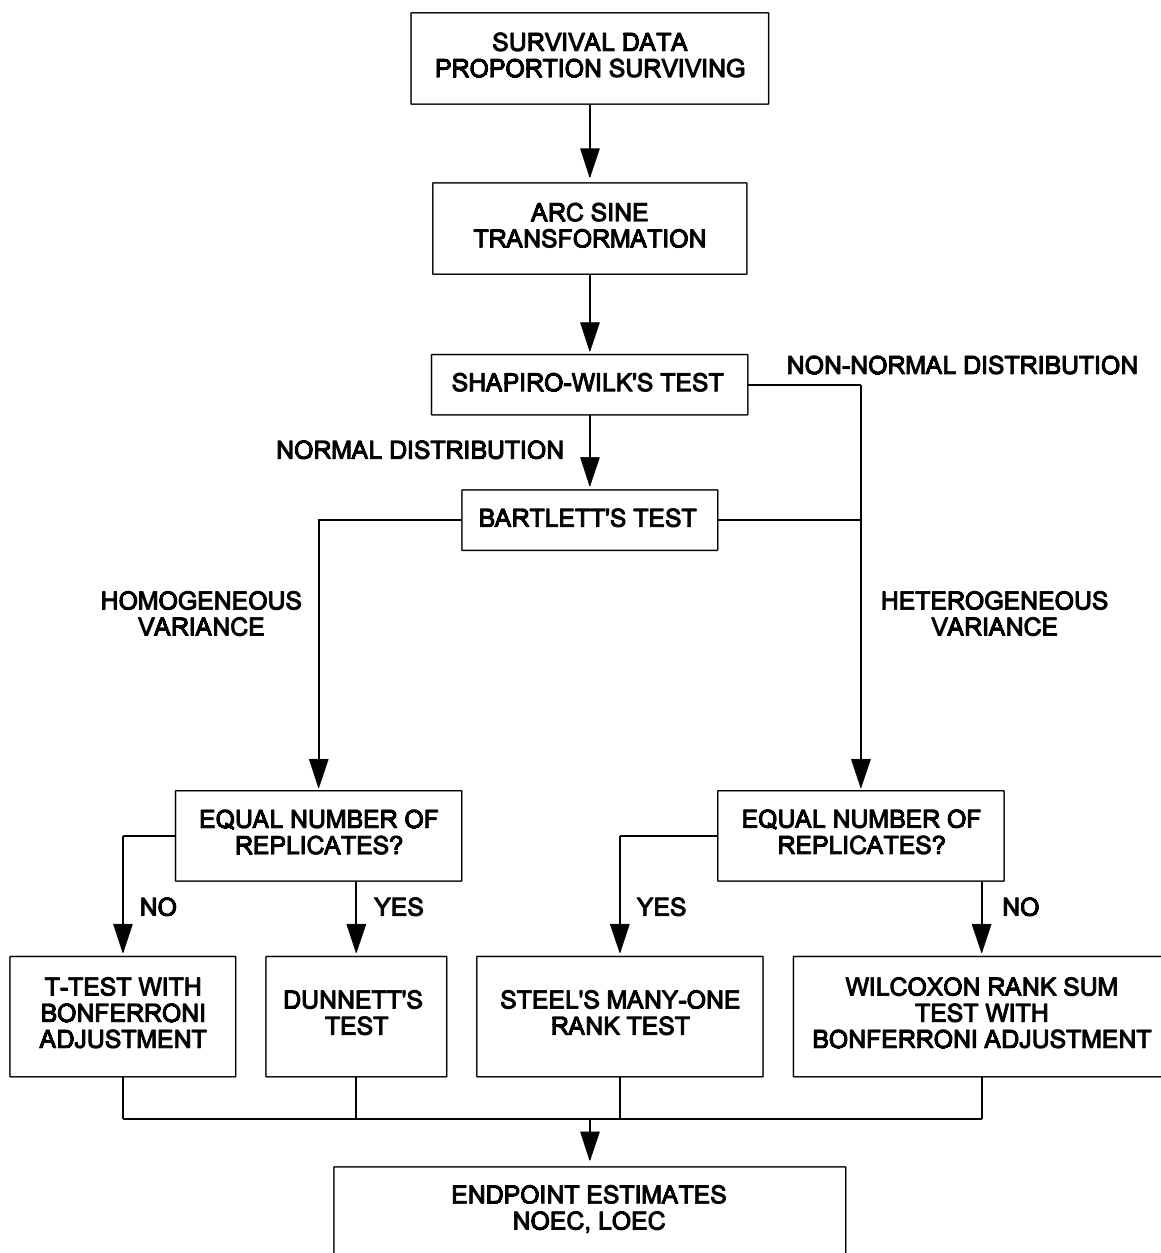 SURVIVAL DATA
PROPORTION SURVIVING
ARC SINE
TRANSFORMATION
SHAPIRO-WILK'S TEST
NON-NORMAL DISTRIBUTION
NORMAL DISTRIBUTION
BARTLETT'S TEST
HOMOGENEOUS
VARIANCE
HETEROGENEOUS
VARIANCE
EQUAL NUMBER OF
REPLICATES?
EQUAL NUMBER OF
REPLICATES?
NO
YES
YES
NO
T-TEST WITH
BONFERRONI
ADJUSTMENT
DUNNETT'S
TEST
STEEL'S MANY-ONE
RANK TEST
WILCOXON RANK SUM
TEST WITH
BONFERRONI ADJUSTMENT
ENDPOINT ESTIMATES
NOEC, LOEC